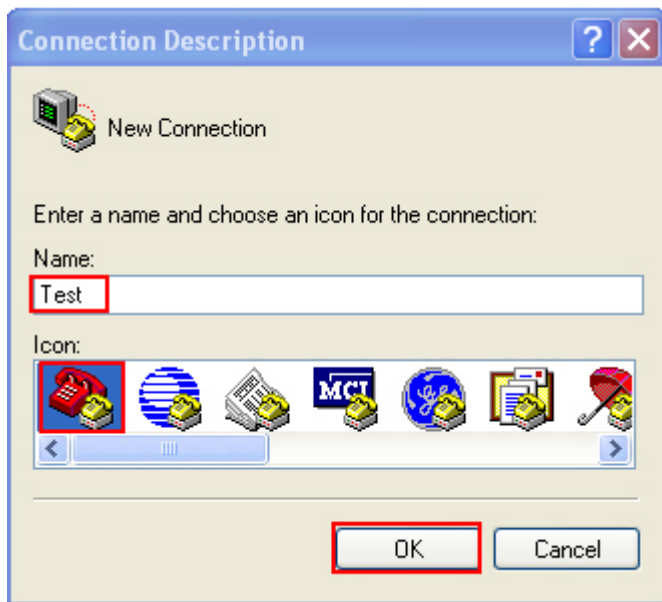 Connection Description
New Connection
Enter a name and choose an icon for the connection:
Name:
Test
Icon:
MCI
OK
Cancel